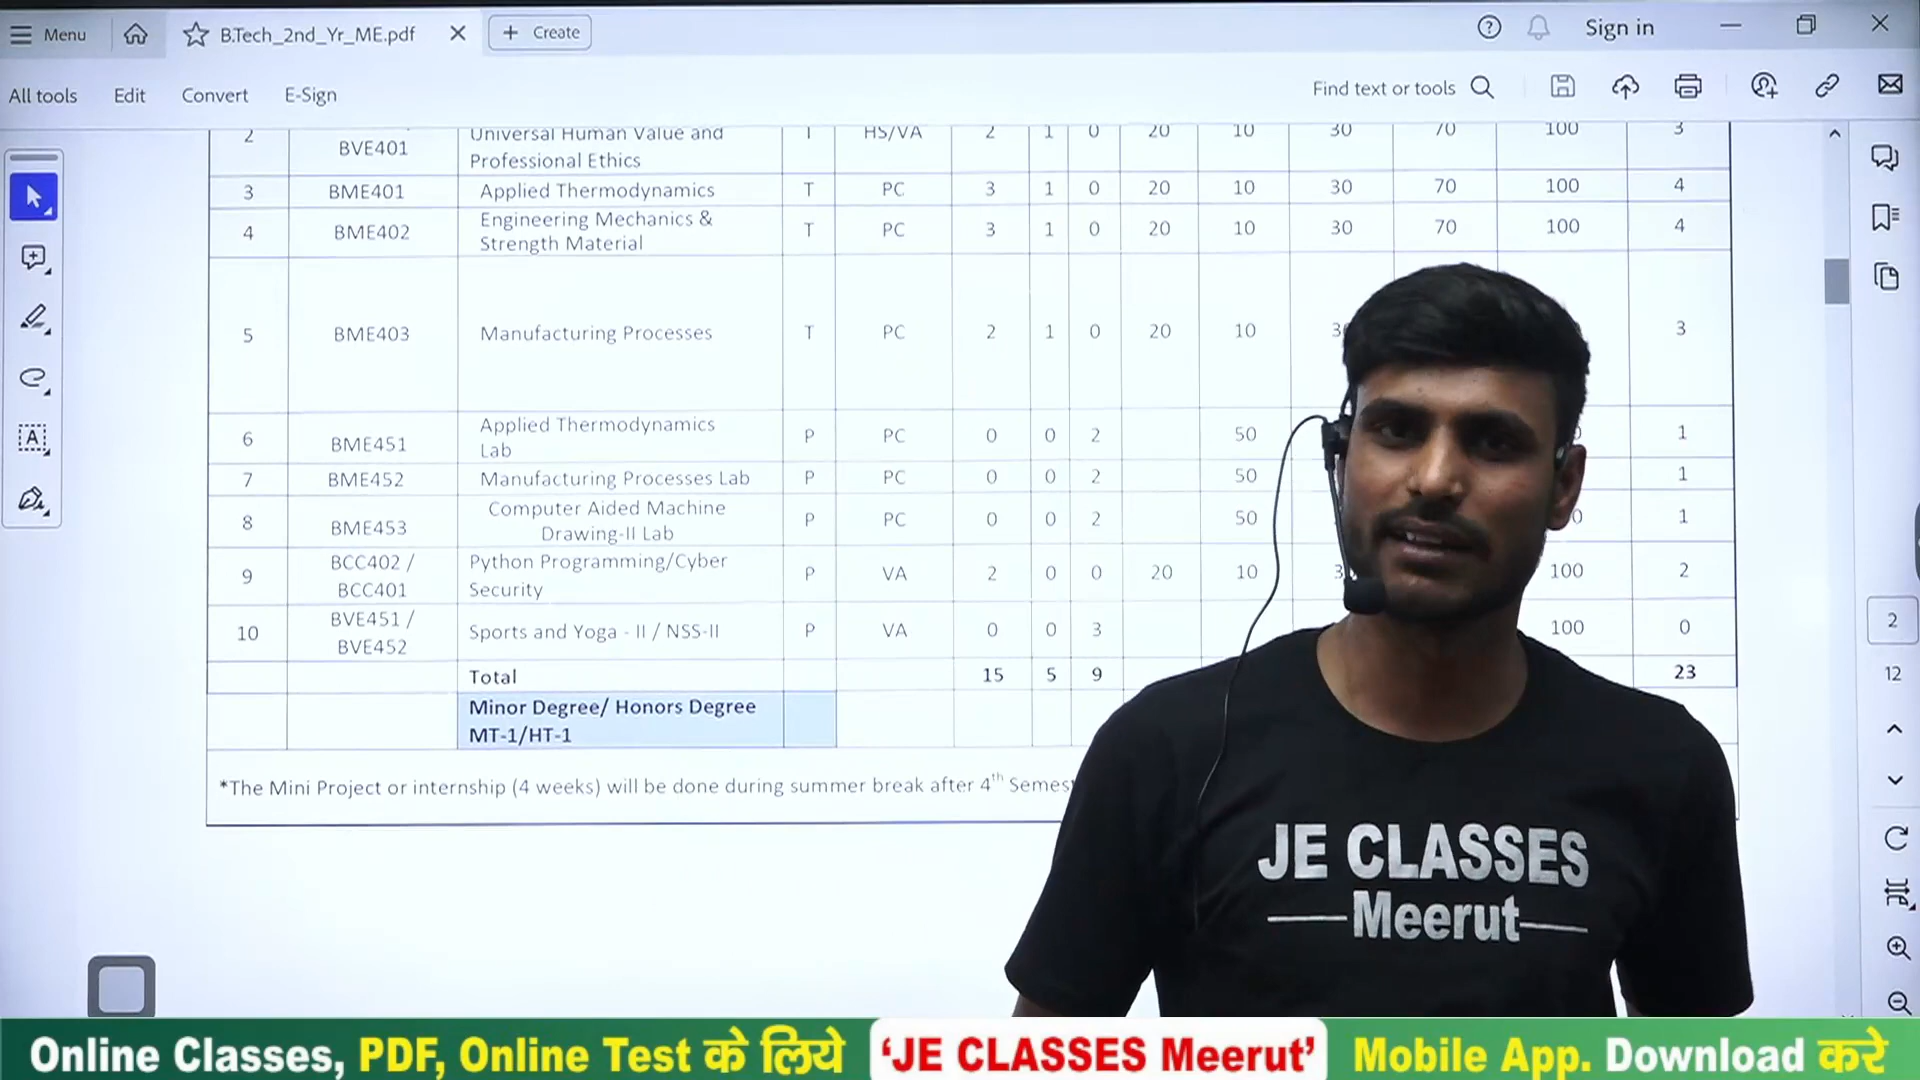 Menu
B.Tech_2nd_Yr_ME.pdf
Create
Sign in
All tools Edit Convert E-Sign
Find text or tools
2 BVE401 Universal Human Value and Professional Ethics HS/VA 2 1 0 20 10 30 70 100 3
3 BME401 Applied Thermodynamics T PC 3 1 0 20 10 30 70 100 4
4 BME402 Engineering Mechanics & Strength Material T PC 3 1 0 20 10 30 70 100 4
5 BME403 Manufacturing Processes T PC 2 1 0 20 10 3
6 BME451 Applied Thermodynamics Lab P PC 0 0 2 50 1
7 BME452 Manufacturing Processes Lab P PC 0 0 2 50 1
8 BME453 Computer Aided Machine Drawing-II Lab P PC 0 0 2 50 1
9 BCC402 / BCC401 Python Programming/Cyber Security P VA 2 0 0 20 10 100 2
10 BVE451 / BVE452 Sports and Yoga - II / NSS-II P VA 0 0 3 100 0
Total 15 5 9 23
Minor Degree/ Honors Degree
MT-1/HT-1
*The Mini Project or internship (4 weeks) will be done during summer break after 4th
2
12
JE CLASSES
Meerut
Online Classes, PDF, Online Test के लिये 'JE CLASSES Meerut' Mobile App. Download करे